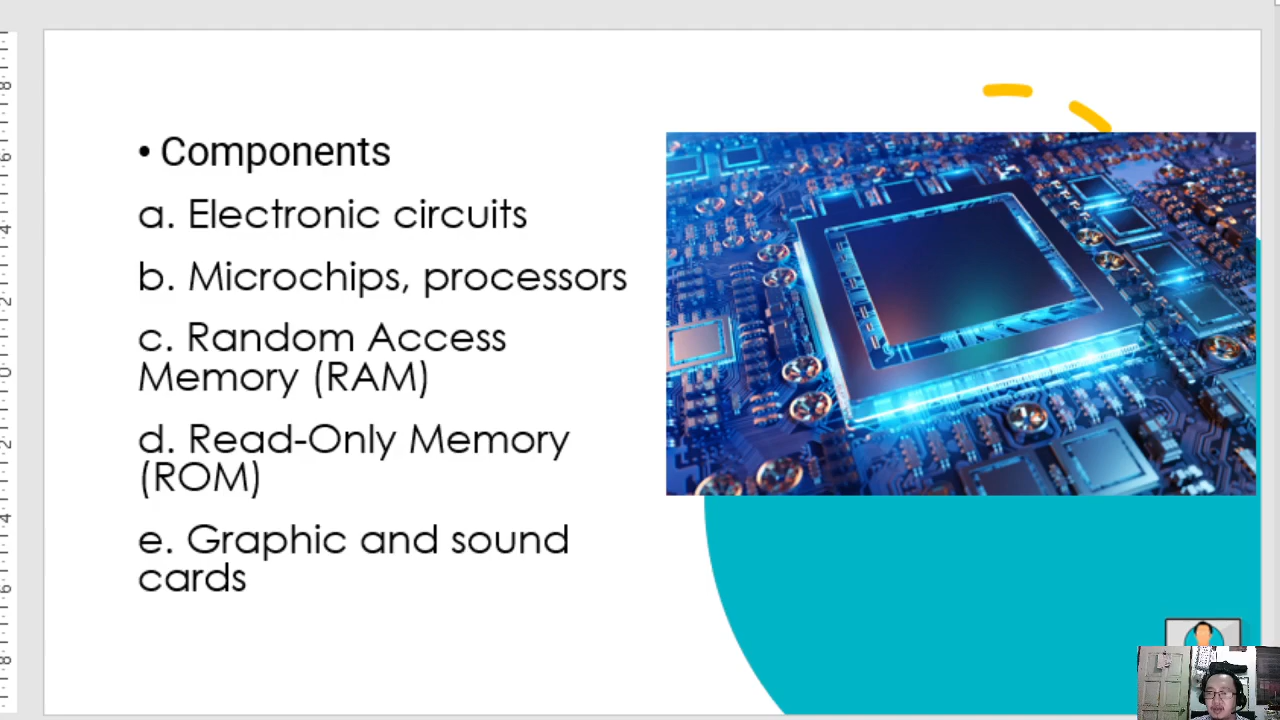 • Components
a. Electronic circuits
b. Microchips, processors
c. Random Access
Memory (RAM)
d. Read-Only Memory
(ROM)
e. Graphic and sound
cards